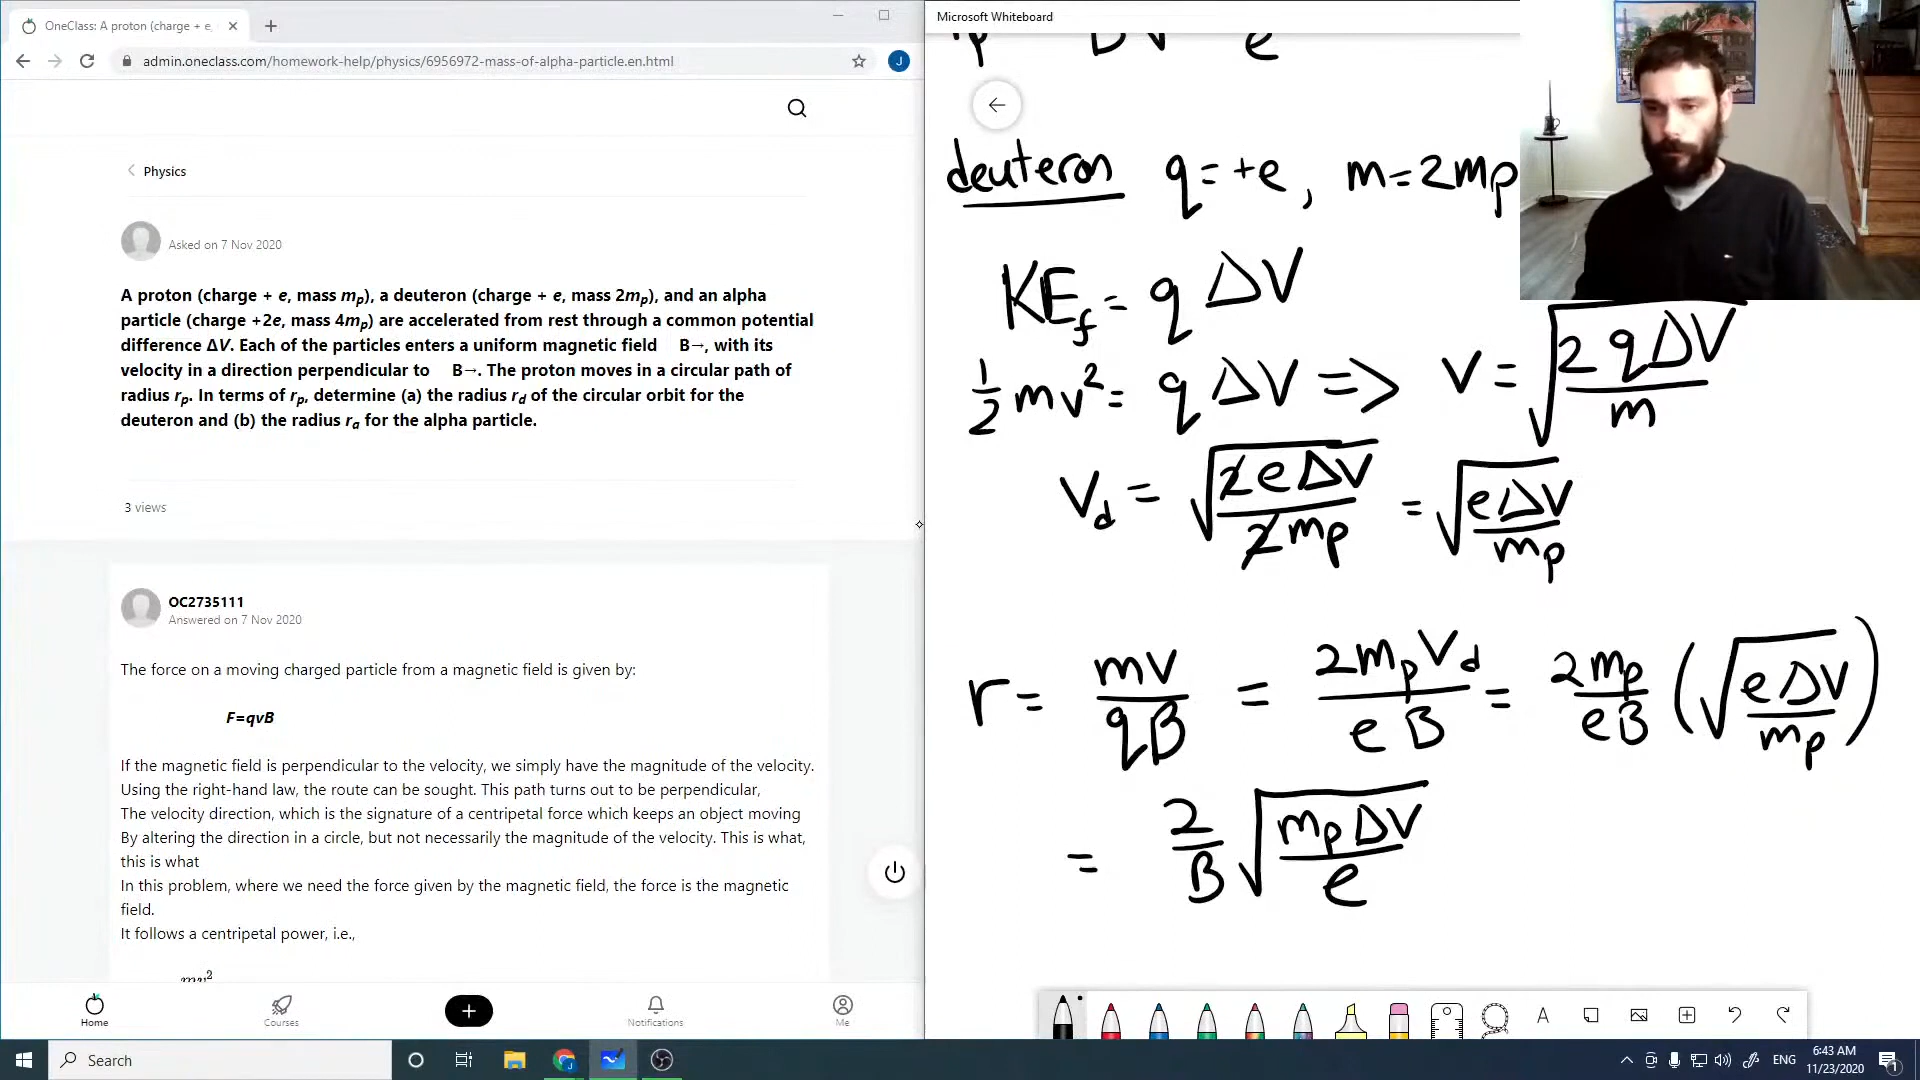 OneClass: A proton (charge + e,
admin.oneclass.com/homework-help/physics/6956972-mass-of-alpha-particle.en.html
J
Physics
Asked on 7 Nov 2020
A proton (charge + e, mass mp), a deuteron (charge + e, mass 2mp), and an alpha
particle (charge +2e, mass 4mp) are accelerated from rest through a common potential
difference ΔV. Each of the particles enters a uniform magnetic field B→, with its
velocity in a direction perpendicular to B→. The proton moves in a circular path of
radius rp. In terms of rp, determine (a) the radius rd of the circular orbit for the
deuteron and (b) the radius ra for the alpha particle.
3 views
OC2735111
Answered on 7 Nov 2020
The force on a moving charged particle from a magnetic field is given by:
F=qvB
If the magnetic field is perpendicular to the velocity, we simply have the magnitude of the velocity.
Using the right-hand law, the route can be sought. This path turns out to be perpendicular,
The velocity direction, which is the signature of a centripetal force which keeps an object moving
By altering the direction in a circle, but not necessarily the magnitude of the velocity. This is what,
this is what
In this problem, where we need the force given by the magnetic field, the force is the magnetic
field.
It follows a centripetal power, i.e.,
mv²
Home
Courses
Notifications
Me
Microsoft Whiteboard
deuteron q=+e, m=2mp
KEf = q ΔV
1/2 mv² = q ΔV => v = √(2qΔV/m)
Vd = √(2eΔV/2mp) = √(eΔV/mp)
r = mv/qB = 2mpVd/eB = 2mp/eB (√(eΔV/mp))
= 2/B √(mpΔV/e)
Search
ENG
6:43 AM
11/23/2020
1